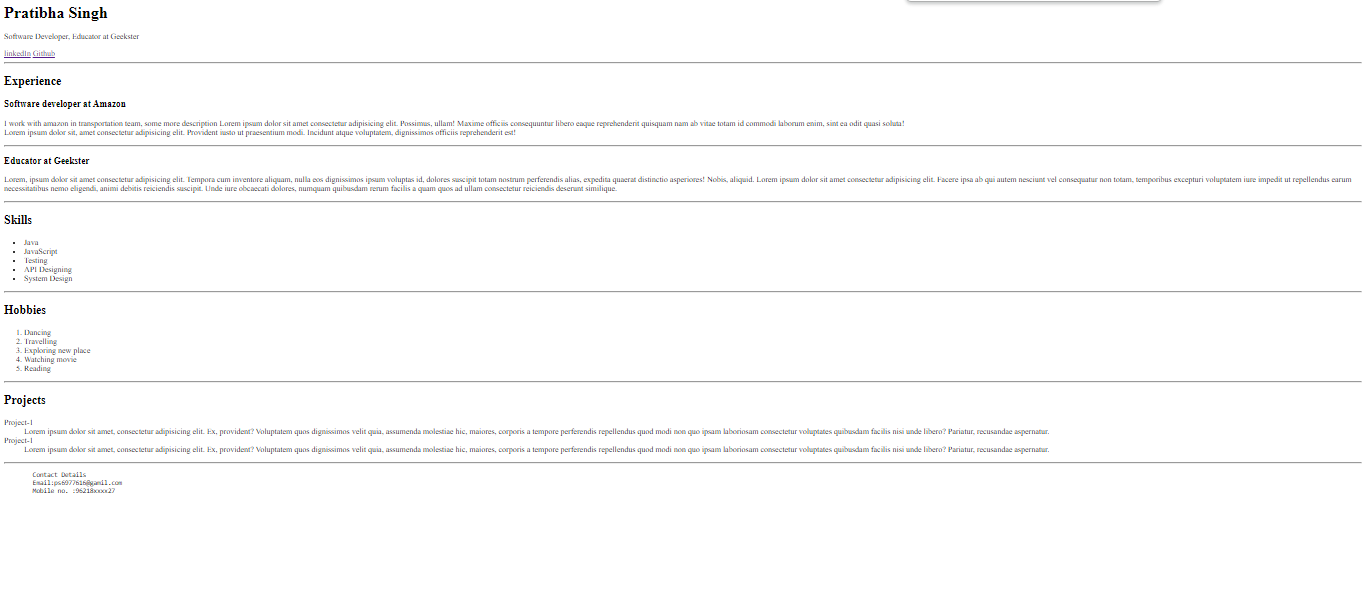 Pratibha Singh
Software Developer, Educator at Geekster
linkedIn Github
Experience
Software developer at Amazon
I work with amazon in transportation team, some more description Lorem ipsum dolor sit amet consectetur adipisicing elit. Possimus, ullam! Maxime officiis consequuntur libero eaque reprehenderit quisquam nam ab vitae totam id commodi laborum enim, sint ea odit quasi soluta!
Lorem ipsum dolor sit, amet consectetur adipisicing elit. Provident iusto ut praesentium modi. Incidunt atque voluptatem, dignissimos officiis reprehenderit est!
Educator at Geekster
Lorem, ipsum dolor sit amet consectetur adipisicing elit. Tempora cum inventore aliquam, nulla eos dignissimos ipsum voluptas id, dolores suscipit totam nostrum perferendis alias, expedita quaerat distinctio asperiores! Nobis, aliquid. Lorem ipsum dolor sit amet consectetur adipisicing elit. Facere ipsa ab qui autem nesciunt vel consequatur non totam, temporibus excepturi voluptatem iure impedit ut repellendus earum
necessitatibus nemo eligendi, animi debitis reiciendis suscipit. Unde iure obcaecati dolores, numquam quibusdam rerum facilis a quam quos ad ullam consectetur reiciendis deserunt similique.
Skills
• Java
• JavaScript
• Testing
• API Designing
• System Design
Hobbies
1. Dancing
2. Travelling
3. Exploring new place
4. Watching movie
5. Reading
Projects
Project-1
Lorem ipsum dolor sit amet, consectetur adipisicing elit. Ex, provident? Voluptatem quos dignissimos velit quia, assumenda molestiae hic, maiores, corporis a tempore perferendis repellendus quod modi non quo ipsam laboriosam consectetur voluptates quibusdam facilis nisi unde libero? Pariatur, recusandae aspernatur.
Project-1
Lorem ipsum dolor sit amet, consectetur adipisicing elit. Ex, provident? Voluptatem quos dignissimos velit quia, assumenda molestiae hic, maiores, corporis a tempore perferendis repellendus quod modi non quo ipsam laboriosam consectetur voluptates quibusdam facilis nisi unde libero? Pariatur, recusandae aspernatur.
Contact Details
Email:ps6977616@gamil.com
Mobile no. :96218xxxx27